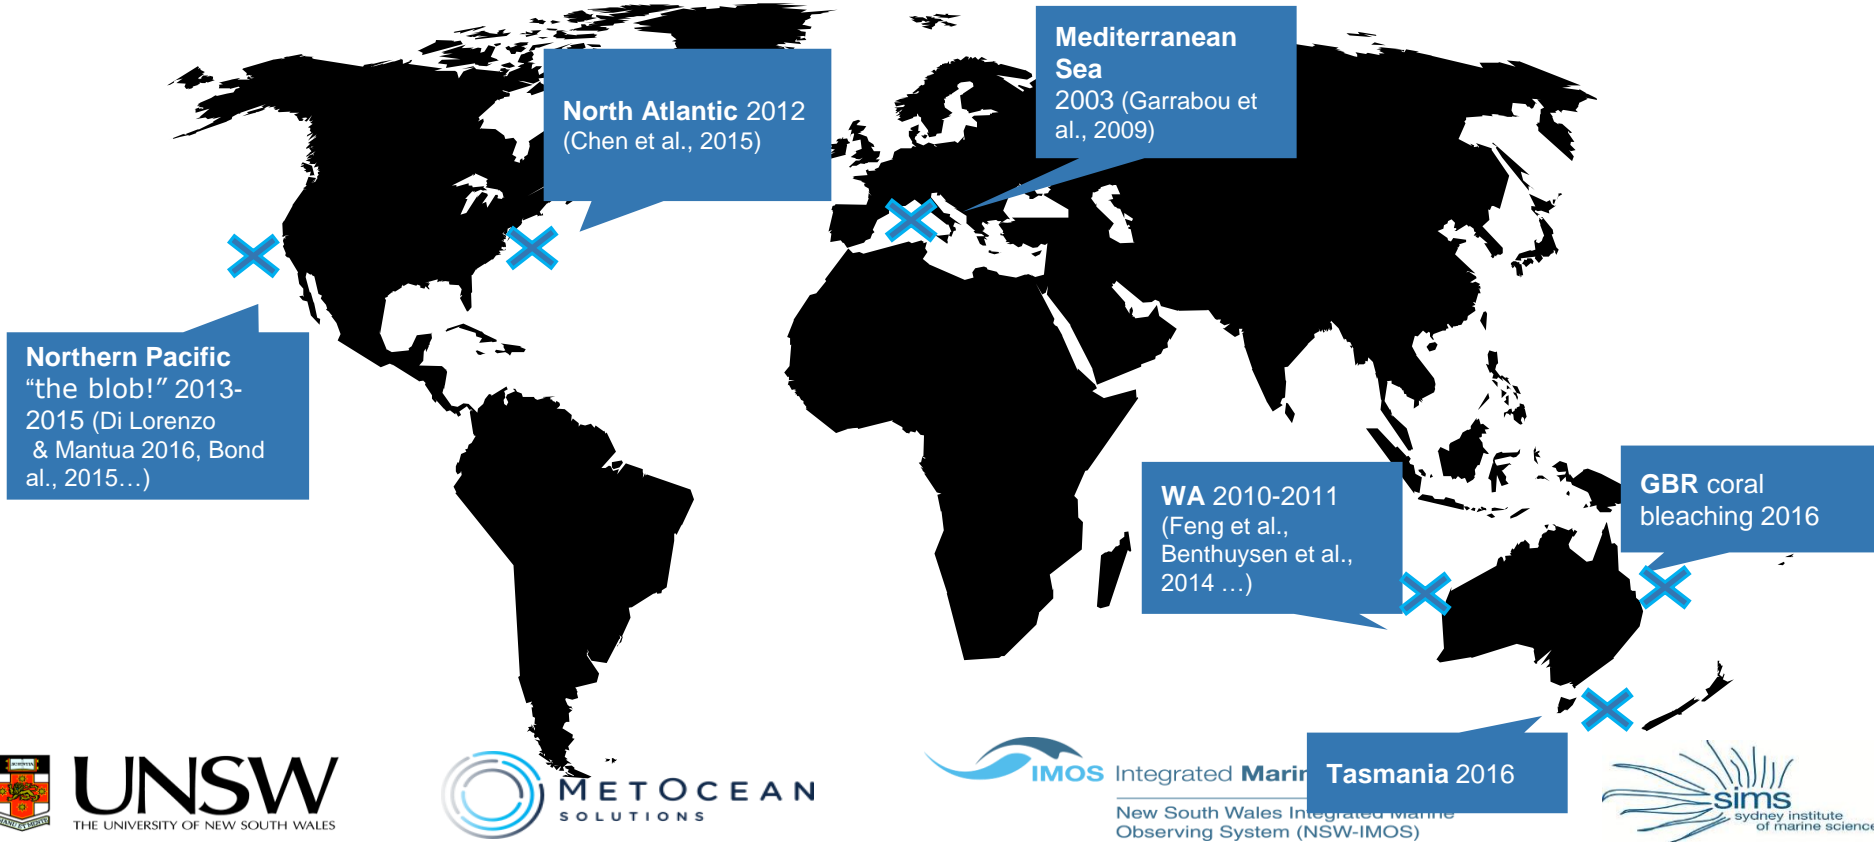 Mediterranean
Sea
2003 (Garrabou et
al., 2009)
North Atlantic 2012
(Chen et al., 2015)
Northern Pacific
“the blob!” 2013-
2015 (Di Lorenzo
& Mantua 2016, Bond
al., 2015…)
WA 2010-2011
(Feng et al.,
Benthuysen et al.,
2014 …)
GBR coral
bleaching 2016
Tasmania 2016
UNSW
THE UNIVERSITY OF NEW SOUTH WALES
METOCEAN
SOLUTIONS
IMOS Integrated Marin
New South Wales Integrated Marine
Observing System (NSW-IMOS)
sims
sydney institute
of marine science